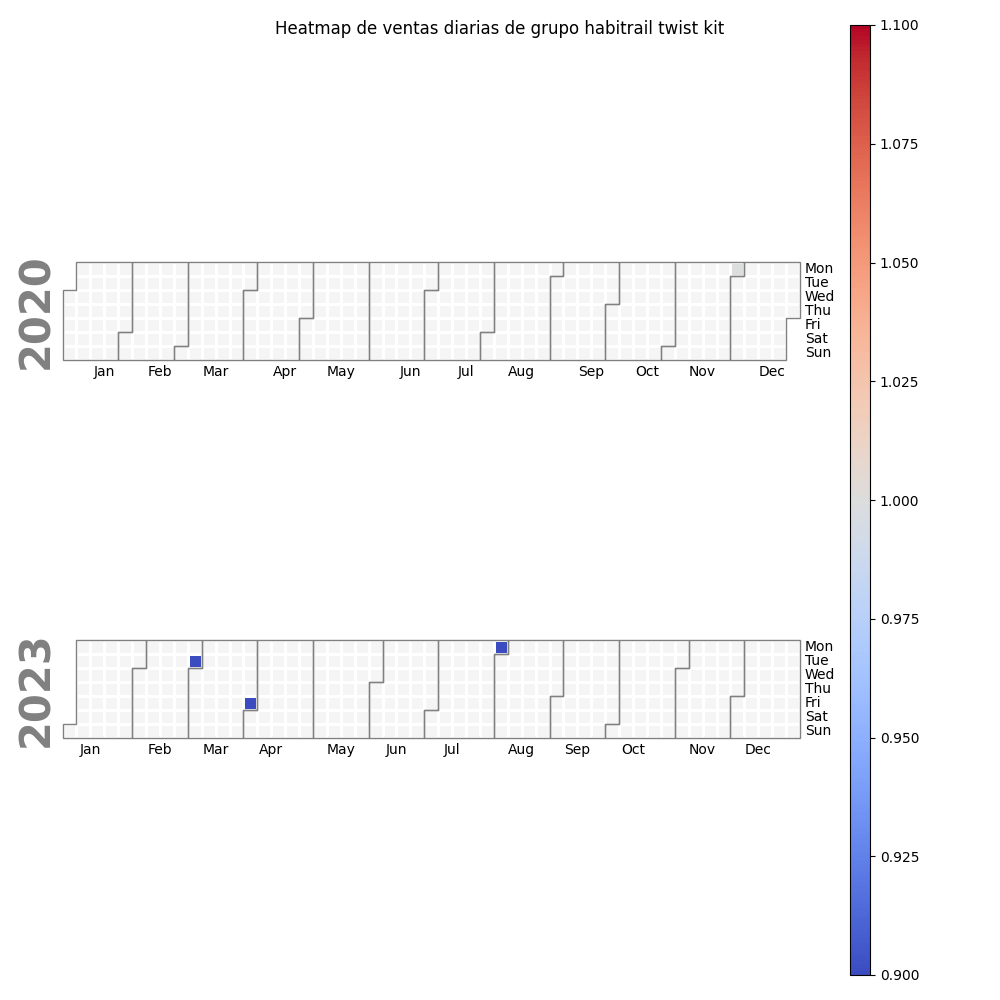 Heatmap de ventas diarias de grupo habitrail twist kit
2020
Mon
Tue
Wed
Thu
Fri
Sat
Sun
Jan Feb Mar Apr May Jun Jul Aug Sep Oct Nov Dec
2023
Mon
Tue
Wed
Thu
Fri
Sat
Sun
Jan Feb Mar Apr May Jun Jul Aug Sep Oct Nov Dec
1.100
1.075
1.050
1.025
1.000
0.975
0.950
0.925
0.900